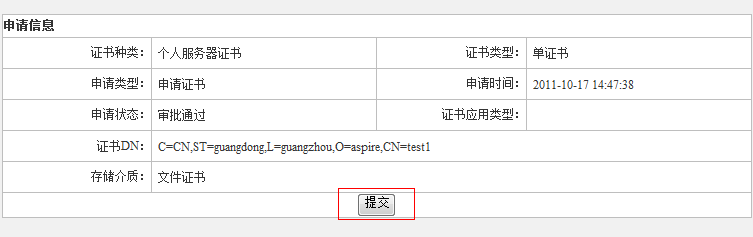 申请信息
证书种类： 个人服务器证书 证书类型： 单证书
申请类型： 申请证书 申请时间： 2011-10-17 14:47:38
申请状态： 审批通过 证书应用类型：
证书DN： C=CN,ST=guangdong,L=guangzhou,O=aspire,CN=test1
存储介质： 文件证书
提交